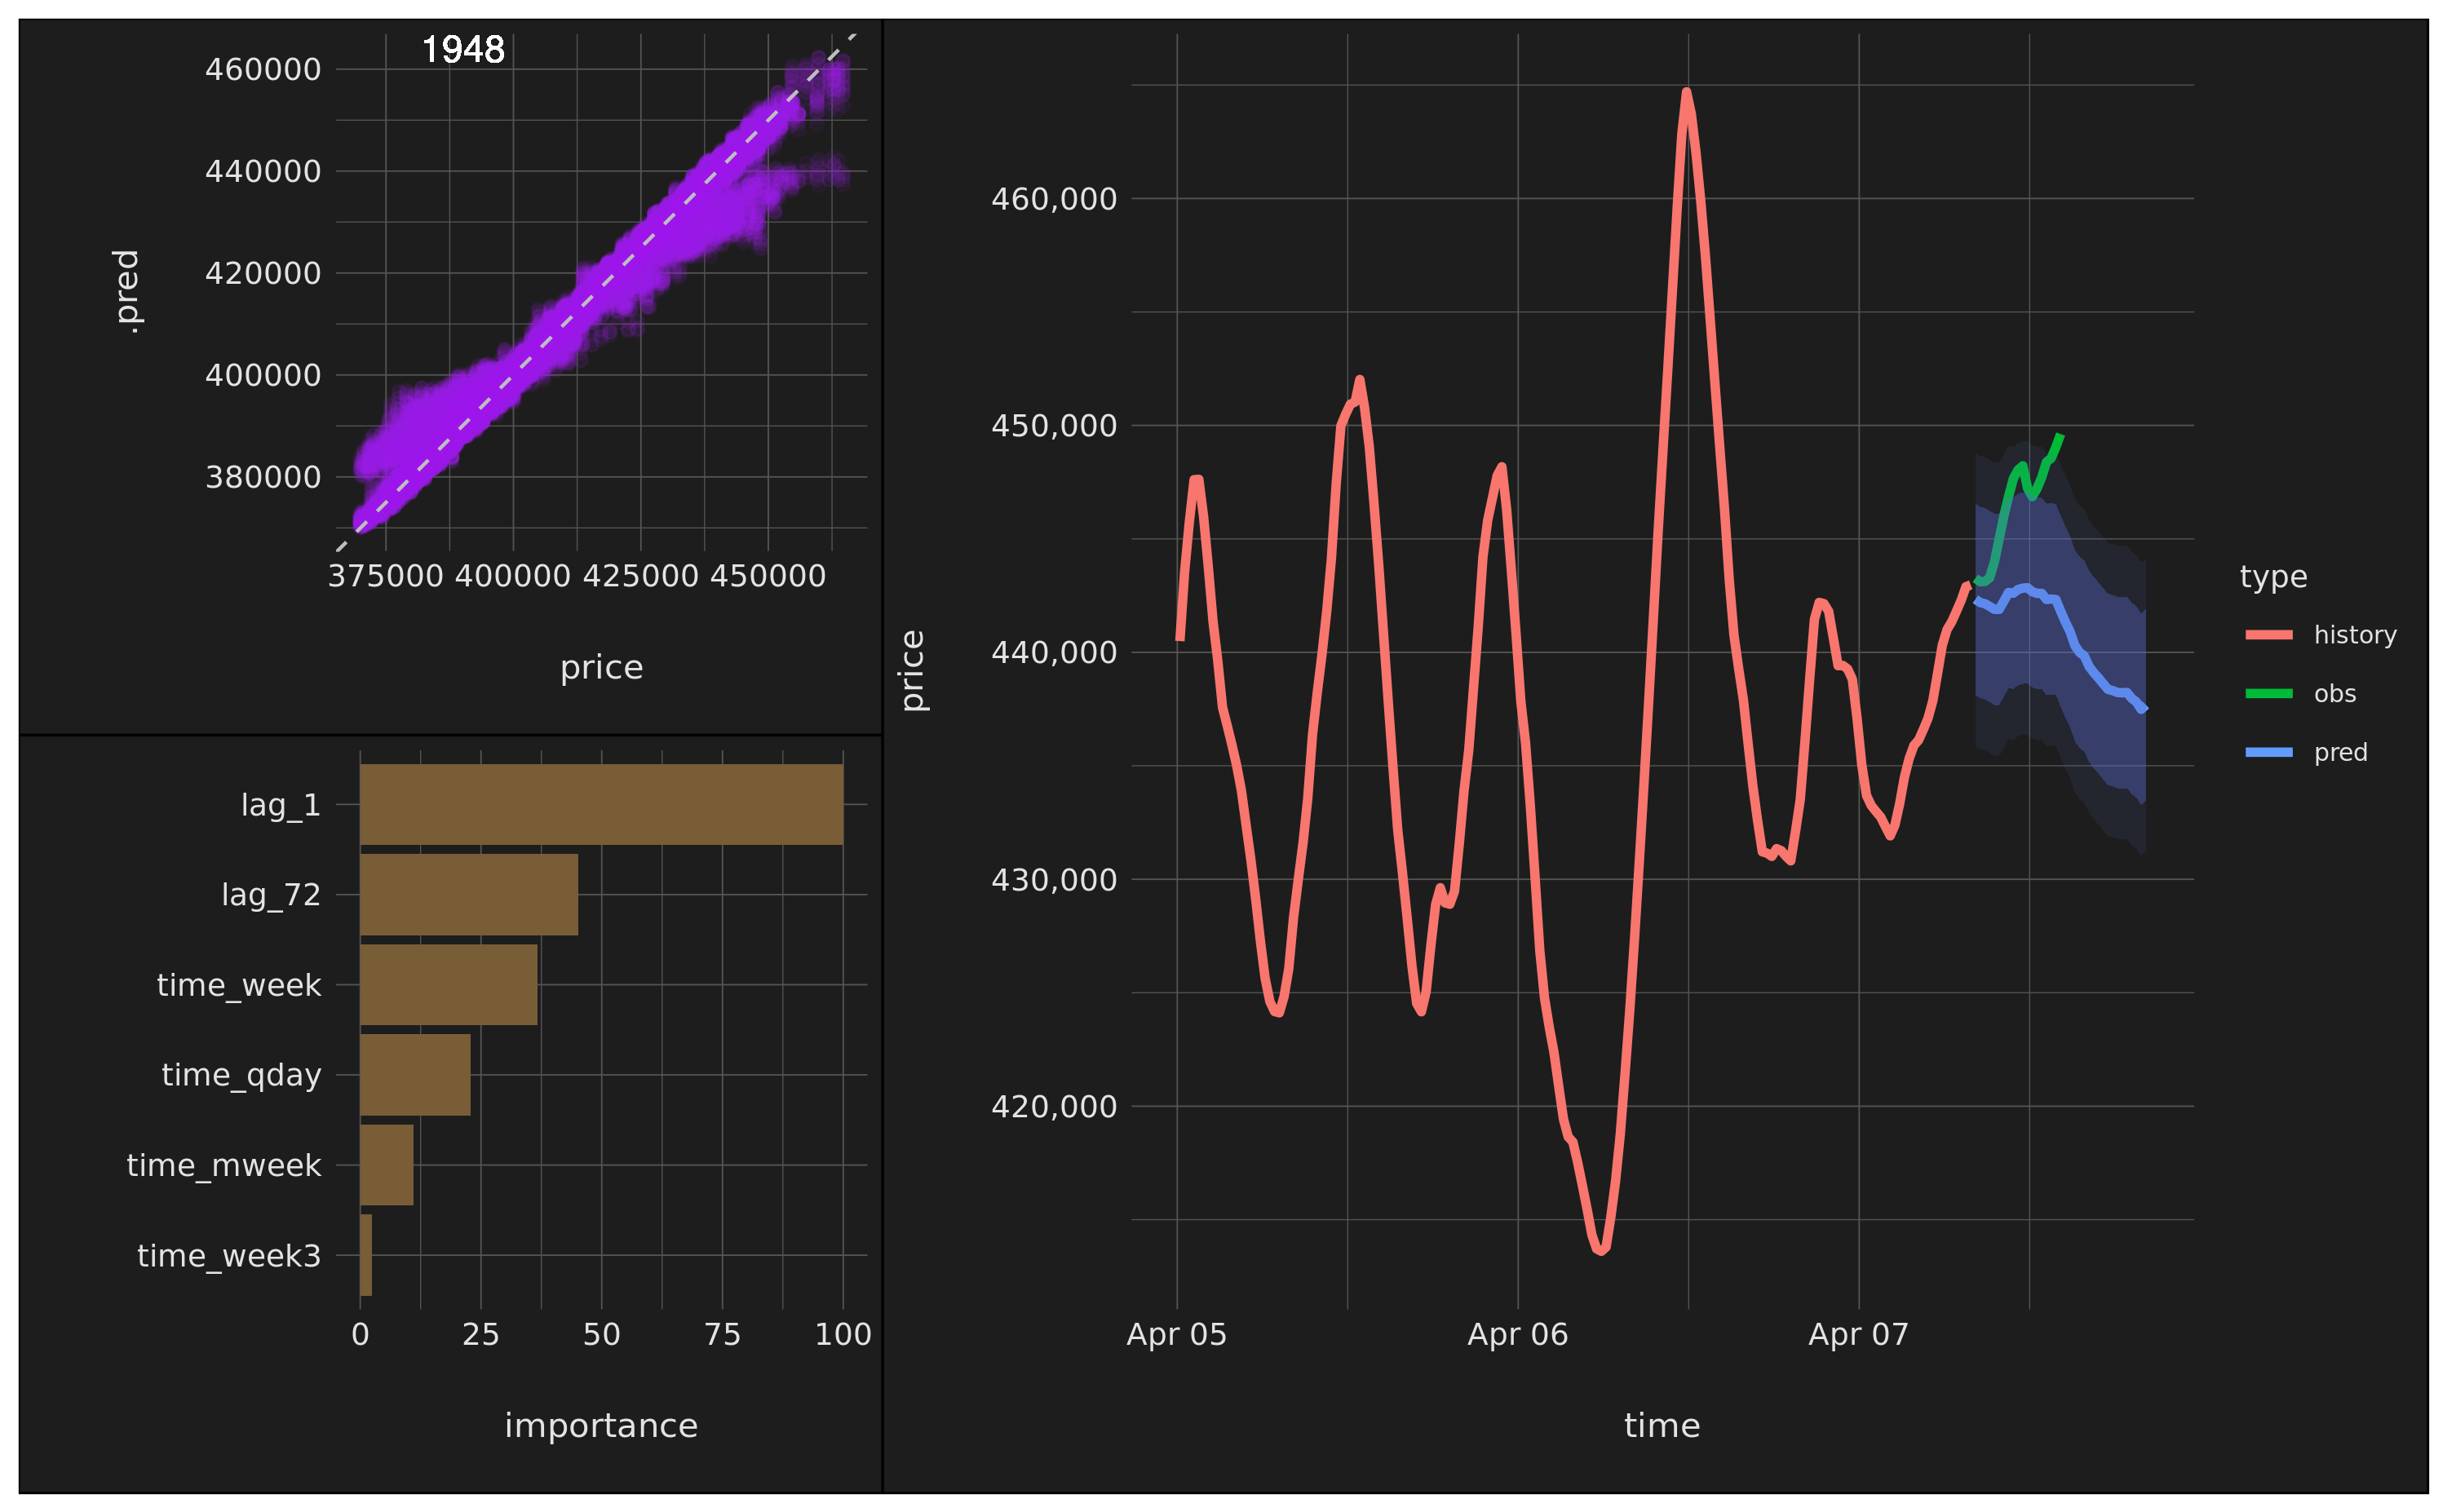 1948
460000
440000
420000
400000
380000
.pred
375000 400000 425000 450000
price
lag_1
lag_72
time_week
time_qday
time_mweek
time_week3
0 25 50 75 100
importance
460,000
450,000
440,000
430,000
420,000
price
Apr 05 Apr 06 Apr 07
time
type
history
obs
pred